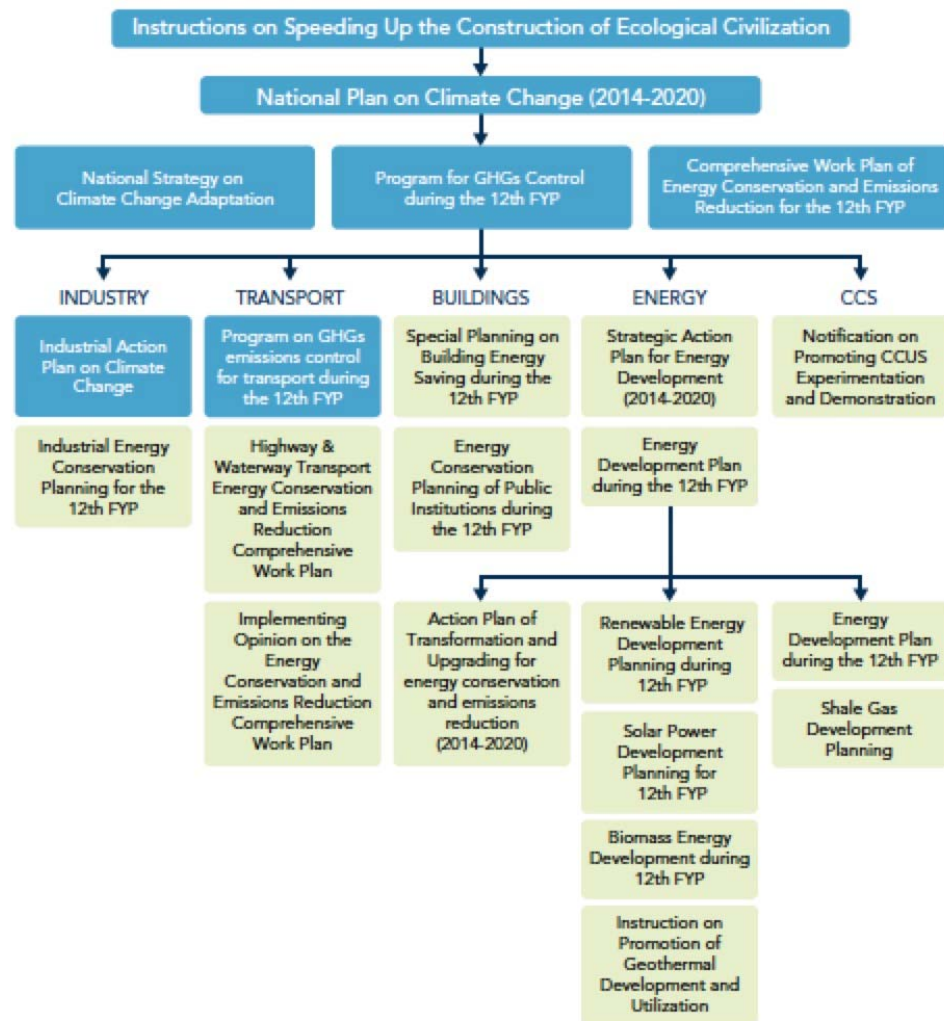 Instructions on Speeding Up the Construction of Ecological Civilization
National Plan on Climate Change (2014-2020)
National Strategy on
Climate Change Adaptation
Program for GHGs Control
during the 12th FYP
Comprehensive Work Plan of
Energy Conservation and Emissions
Reduction for the 12th FYP
INDUSTRY
TRANSPORT
BUILDINGS
ENERGY
CCS
Industrial Action
Plan on Climate
Change
Program on GHGs
emissions control
for transport during
the 12th FYP
Special Planning on
Building Energy
Saving during the
12th FYP
Strategic Action
Plan for Energy
Development
(2014-2020)
Notification on
Promoting CCUS
Experimentation
and Demonstration
Industrial Energy
Conservation
Planning for the
12th FYP
Highway &
Waterway Transport
Energy Conservation
and Emissions
Reduction
Comprehensive
Work Plan
Energy
Conservation
Planning of Public
Institutions during
the 12th FYP
Energy
Development Plan
during the 12th FYP
Implementing
Opinion on the
Energy
Conservation and
Emissions Reduction
Comprehensive
Work Plan
Action Plan of
Transformation and
Upgrading for
energy conservation
and emissions
reduction
(2014-2020)
Renewable Energy
Development
Planning during
12th FYP
Energy
Development Plan
during the 12th FYP
Solar Power
Development
Planning for
12th FYP
Shale Gas
Development
Planning
Biomass Energy
Development during
12th FYP
Instruction on
Promotion of
Geothermal
Development and
Utilization